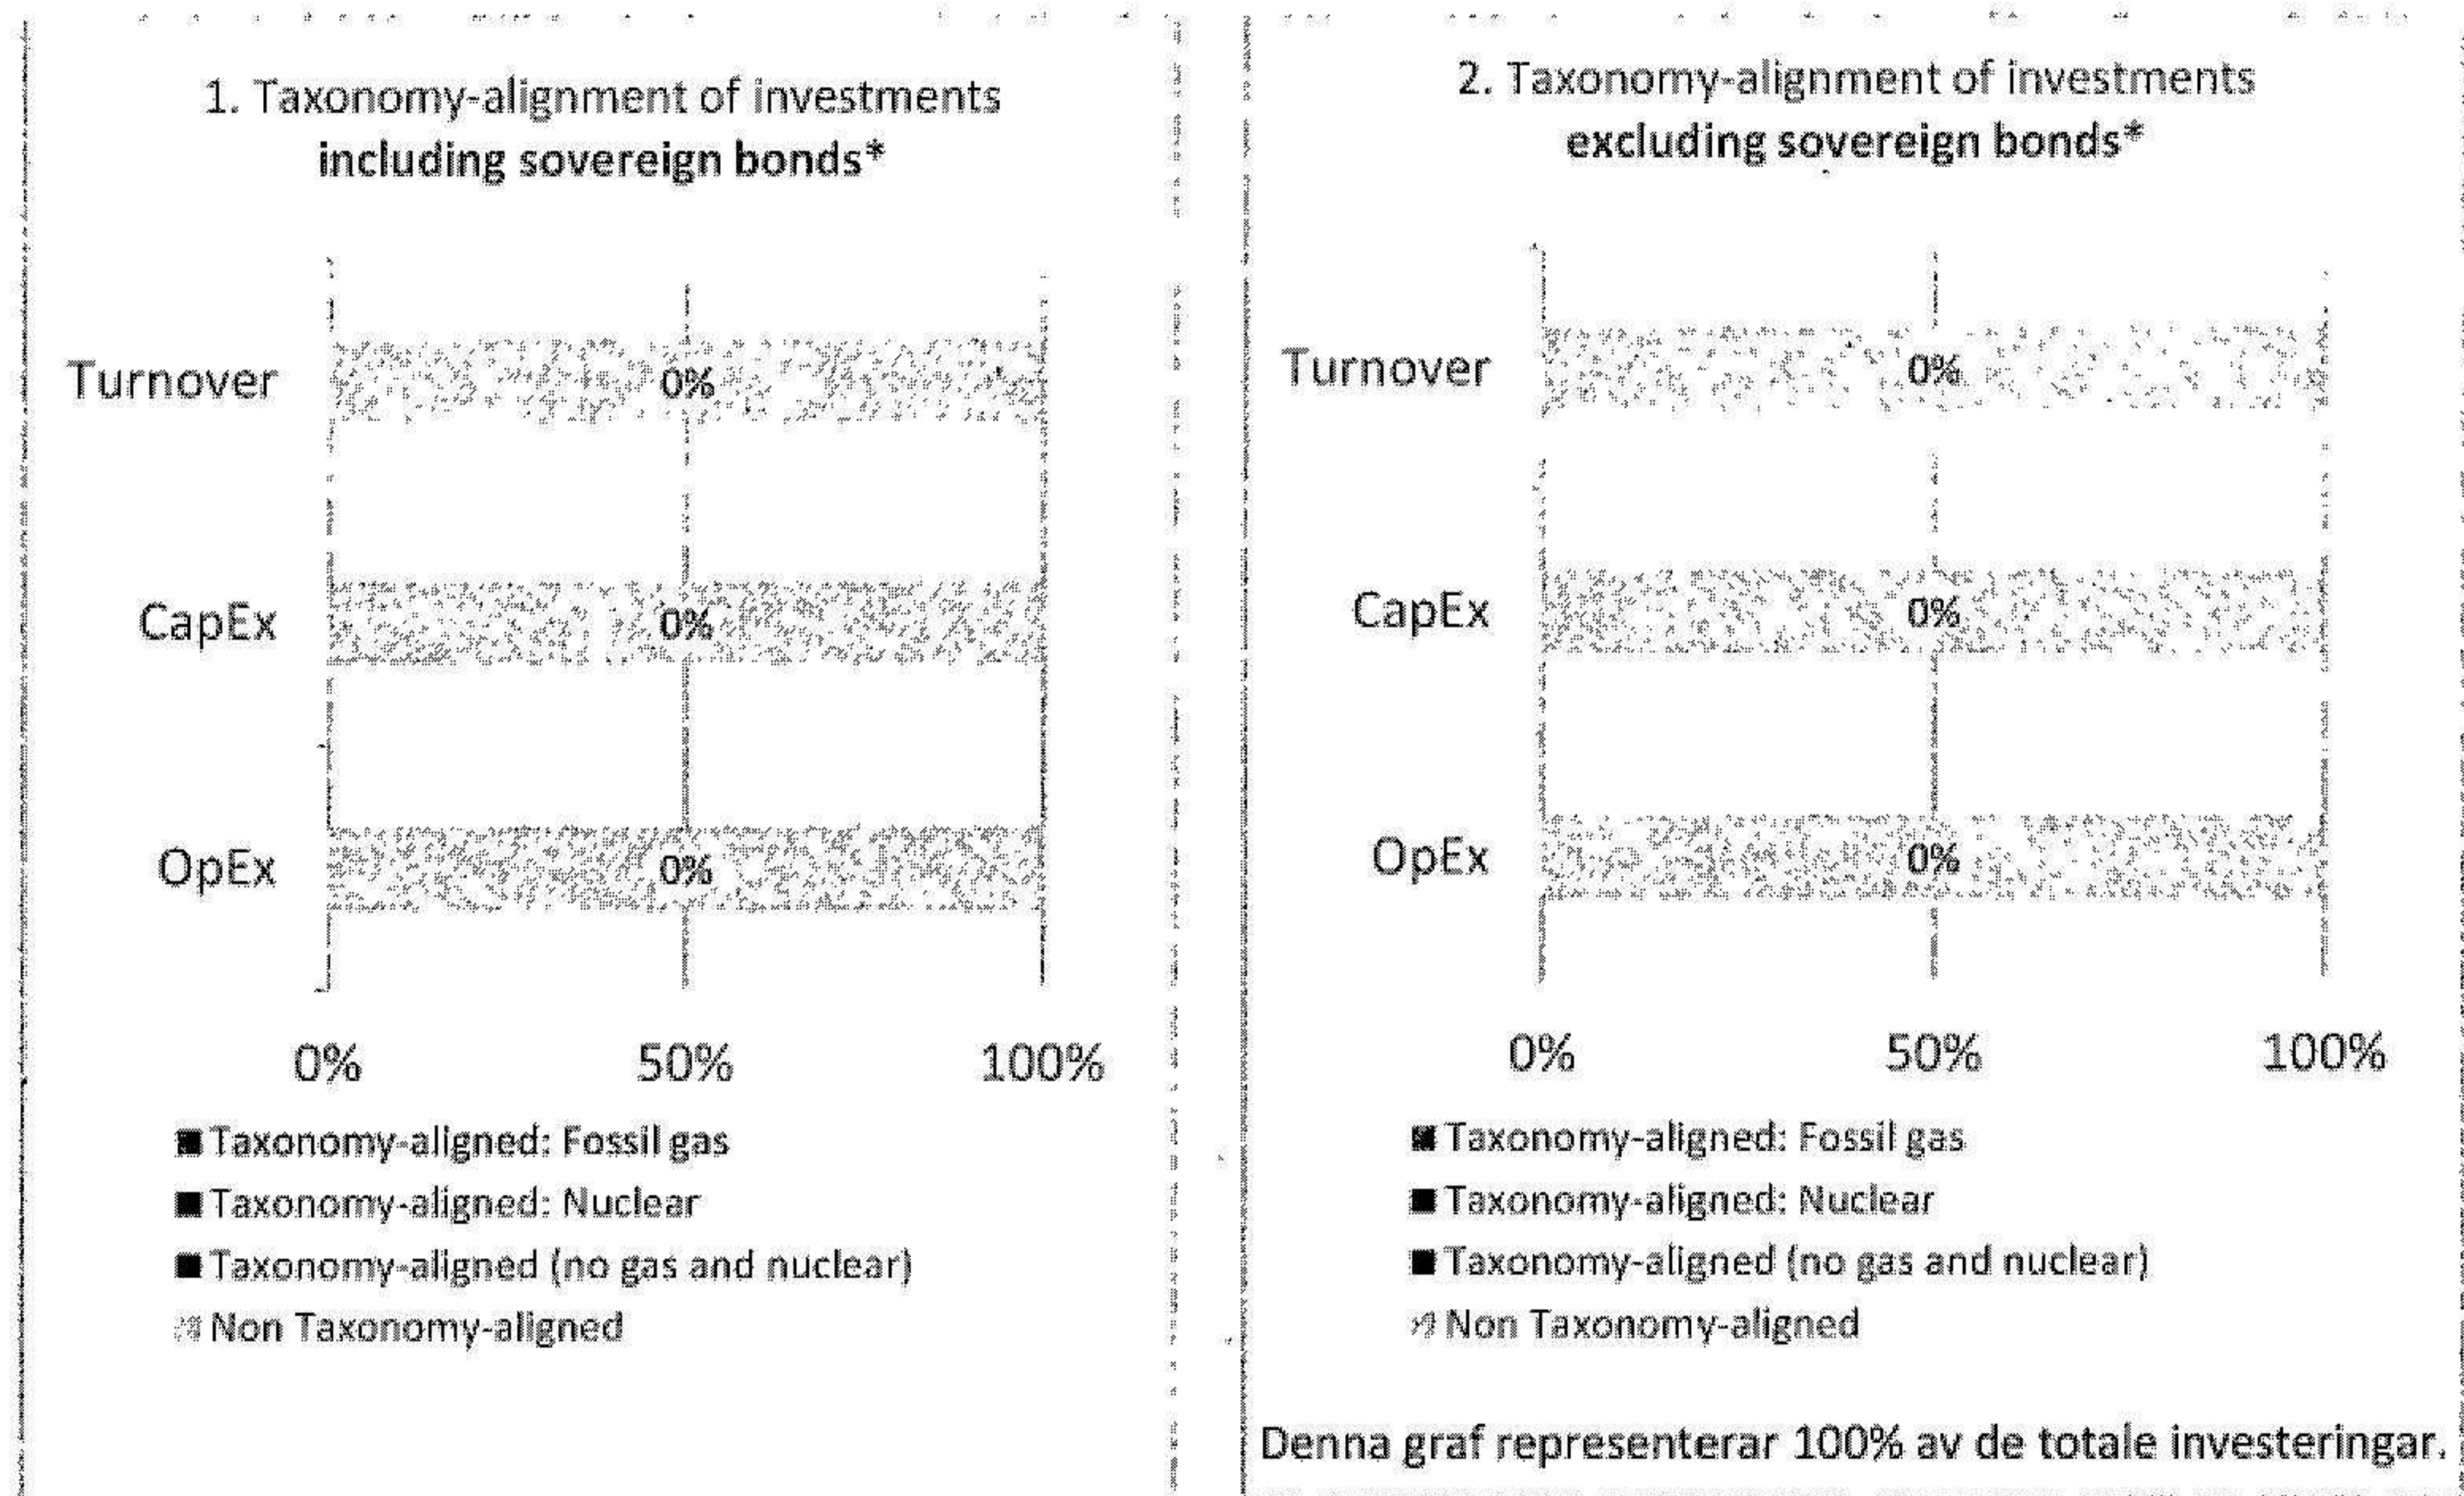 1. Taxonomy-alignment of investments
including sovereign bonds*
Turnover
0%
CapEx
0%
OpEx
0%
0% 50% 100%
Taxonomy-aligned: Fossil gas
Taxonomy-aligned: Nuclear
Taxonomy-aligned (no gas and nuclear)
Non Taxonomy-aligned
2. Taxonomy-alignment of investments
excluding sovereign bonds*
Turnover
0%
CapEx
0%
OpEx
0%
0% 50% 100%
Taxonomy-aligned: Fossil gas
Taxonomy-aligned: Nuclear
Taxonomy-aligned (no gas and nuclear)
Non Taxonomy-aligned
Denna graf representerar 100% av de totale investeringar.